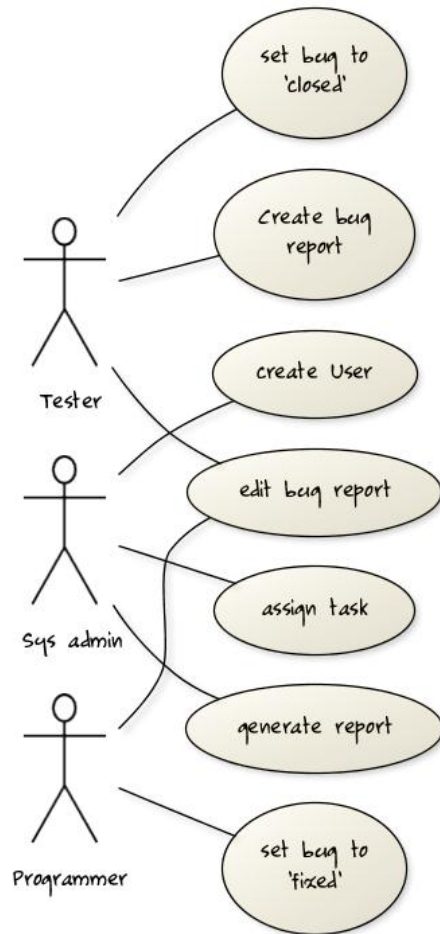 set bug to
'closed'
Create bug
report
Tester
create User
edit bug report
Sys admin
assign task
generate report
Programmer
set bug to
'fixed'